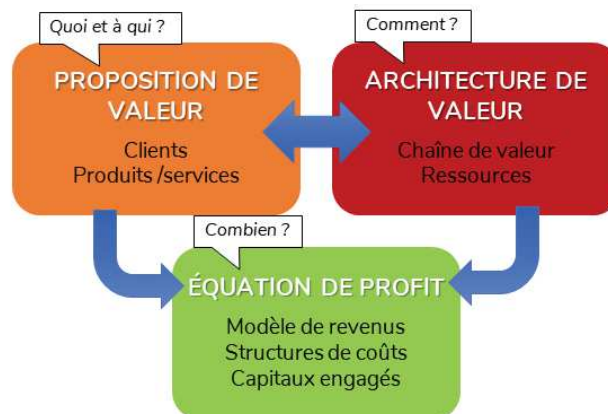 Quoi et à qui ?
PROPOSITION DE
VALEUR
Clients
Produits /services
Comment ?
ARCHITECTURE DE
VALEUR
Chaîne de valeur
Ressources
Combien ?
ÉQUATION DE PROFIT
Modèle de revenus
Structures de coûts
Capitaux engagés